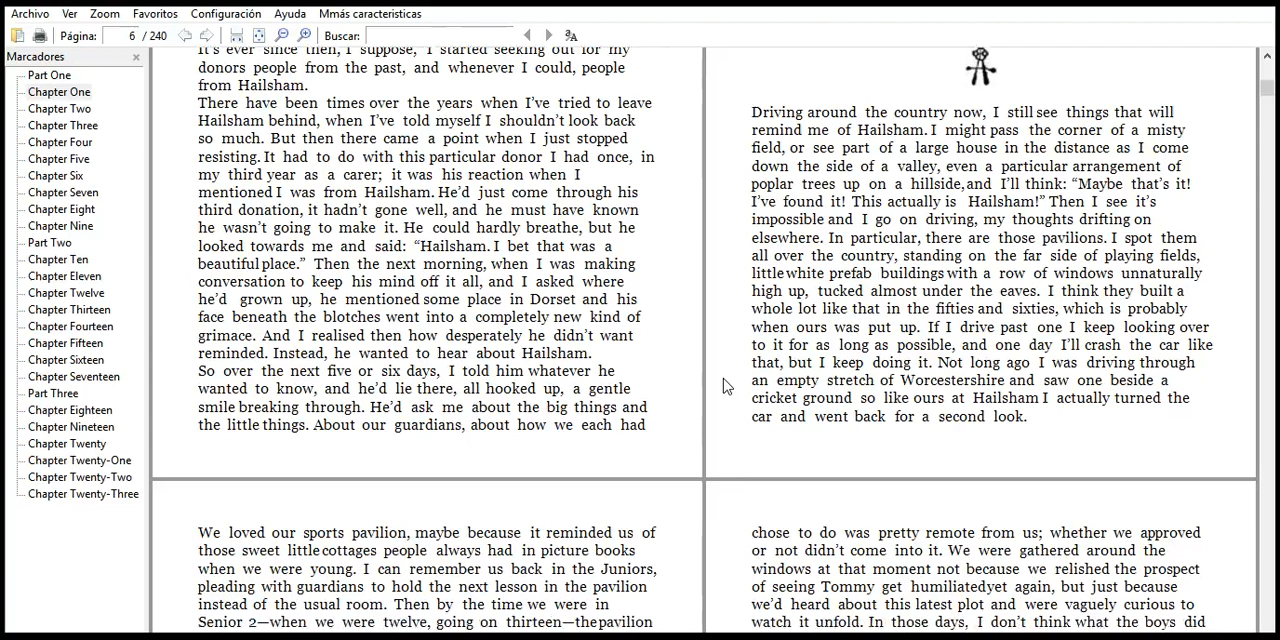 Archivo Ver Zoom Favoritos Configuración Ayuda Mmás caracteristicas
Página: 6 / 240 Buscar:
Marcadores
Part One
Chapter One
Chapter Two
Chapter Three
Chapter Four
Chapter Five
Chapter Six
Chapter Seven
Chapter Eight
Chapter Nine
Part Two
Chapter Ten
Chapter Eleven
Chapter Twelve
Chapter Thirteen
Chapter Fourteen
Chapter Fifteen
Chapter Sixteen
Chapter Seventeen
Part Three
Chapter Eighteen
Chapter Nineteen
Chapter Twenty
Chapter Twenty-One
Chapter Twenty-Two
Chapter Twenty-Three
It's ever since then, I suppose, I started seeking out for my
donors people from the past, and whenever I could, people
from Hailsham.
There have been times over the years when I've tried to leave
Hailsham behind, when I've told myself I shouldn't look back
so much. But then there came a point when I just stopped
resisting. It had to do with this particular donor I had once, in
my third year as a carer; it was his reaction when I
mentioned I was from Hailsham. He'd just come through his
third donation, it hadn't gone well, and he must have known
he wasn't going to make it. He could hardly breathe, but he
looked towards me and said: “Hailsham. I bet that was a
beautiful place.” Then the next morning, when I was making
conversation to keep his mind off it all, and I asked where
he'd grown up, he mentioned some place in Dorset and his
face beneath the blotches went into a completely new kind of
grimace. And I realised then how desperately he didn't want
reminded. Instead, he wanted to hear about Hailsham.
So over the next five or six days, I told him whatever he
wanted to know, and he'd lie there, all hooked up, a gentle
smile breaking through. He'd ask me about the big things and
the little things. About our guardians, about how we each had
Driving around the country now, I still see things that will
remind me of Hailsham. I might pass the corner of a misty
field, or see part of a large house in the distance as I come
down the side of a valley, even a particular arrangement of
poplar trees up on a hillside, and I'll think: “Maybe that's it!
I've found it! This actually is Hailsham!” Then I see it's
impossible and I go on driving, my thoughts drifting on
elsewhere. In particular, there are those pavilions. I spot them
all over the country, standing on the far side of playing fields,
little white prefab buildings with a row of windows unnaturally
high up, tucked almost under the eaves. I think they built a
whole lot like that in the fifties and sixties, which is probably
when ours was put up. If I drive past one I keep looking over
to it for as long as possible, and one day I'll crash the car like
that, but I keep doing it. Not long ago I was driving through
an empty stretch of Worcestershire and saw one beside a
cricket ground so like ours at Hailsham I actually turned the
car and went back for a second look.
We loved our sports pavilion, maybe because it reminded us of
those sweet little cottages people always had in picture books
when we were young. I can remember us back in the Juniors,
pleading with guardians to hold the next lesson in the pavilion
instead of the usual room. Then by the time we were in
Senior 2—when we were twelve, going on thirteen—the pavilion
chose to do was pretty remote from us; whether we approved
or not didn't come into it. We were gathered around the
windows at that moment not because we relished the prospect
of seeing Tommy get humiliated yet again, but just because
we'd heard about this latest plot and were vaguely curious to
watch it unfold. In those days, I don't think what the boys did